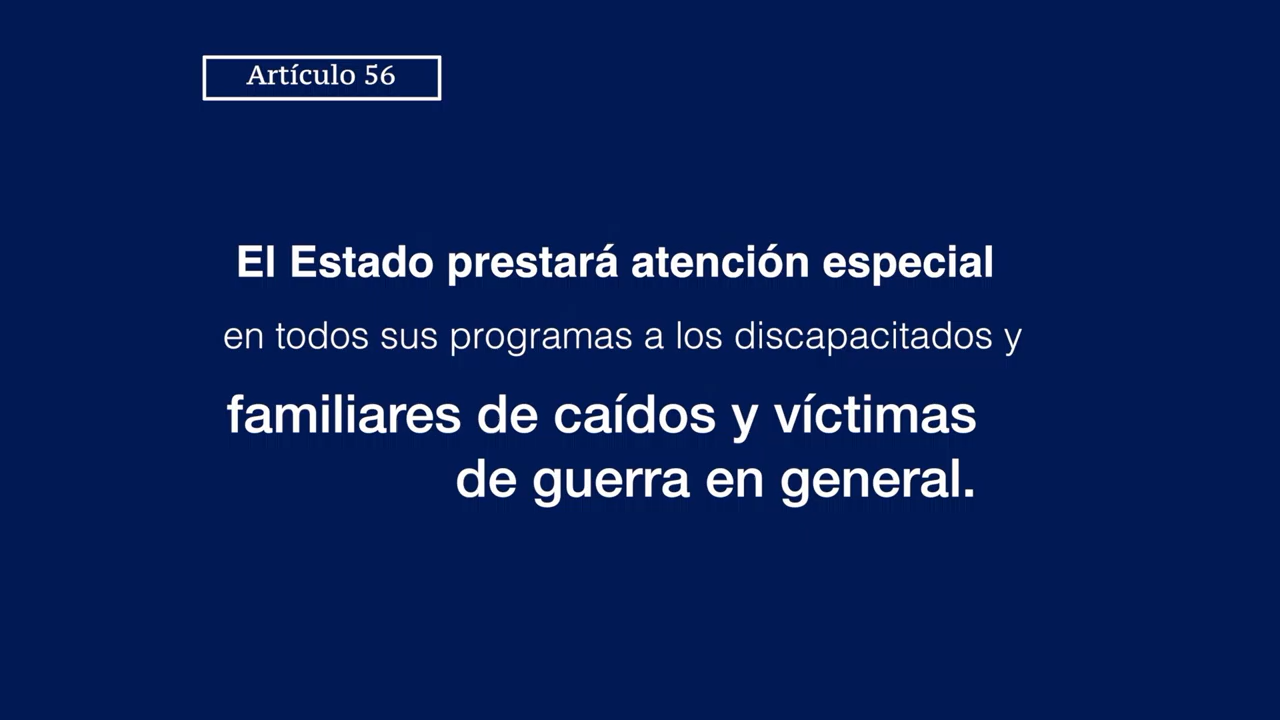 Artículo 56
El Estado prestará atención especial
en todos sus programas a los discapacitados y
familiares de caídos y víctimas
de guerra en general.